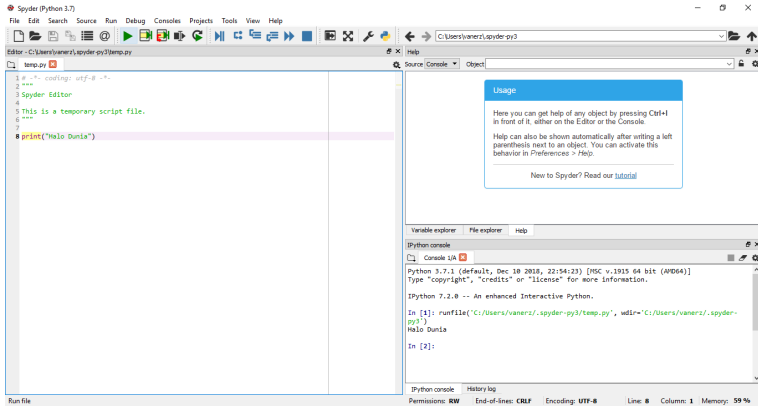 Spyder (Python 3.7)
File Edit Search Source Run Debug Consoles Projects Tools View Help
C:\Users\vanerz\.spyder-py3
Editor - C:\Users\vanerz\.spyder-py3\temp.py
temp.py
1 # -*- coding: utf-8 -*-
2 """
3 Spyder Editor
4
5 This is a temporary script file.
6 """
7
8 print("Halo Dunia")
Help
Source Console Object
Usage
Here you can get help of any object by pressing Ctrl+I
in front of it, either on the Editor or the Console.
Help can also be shown automatically after writing a left
parenthesis next to an object. You can activate this
behavior in Preferences > Help.
New to Spyder? Read our tutorial
Variable explorer File explorer Help
IPython console
Console 1/A
Python 3.7.1 (default, Dec 10 2018, 22:54:23) [MSC v.1915 64 bit (AMD64)]
Type "copyright", "credits" or "license" for more information.
IPython 7.2.0 -- An enhanced Interactive Python.
In [1]: runfile('C:/Users/vanerz/.spyder-py3/temp.py', wdir='C:/Users/vanerz/.spyder-
py3')
Halo Dunia
In [2]:
IPython console History log
Run file
Permissions: RW End-of-lines: CRLF Encoding: UTF-8 Line: 8 Column: 1 Memory: 59 %